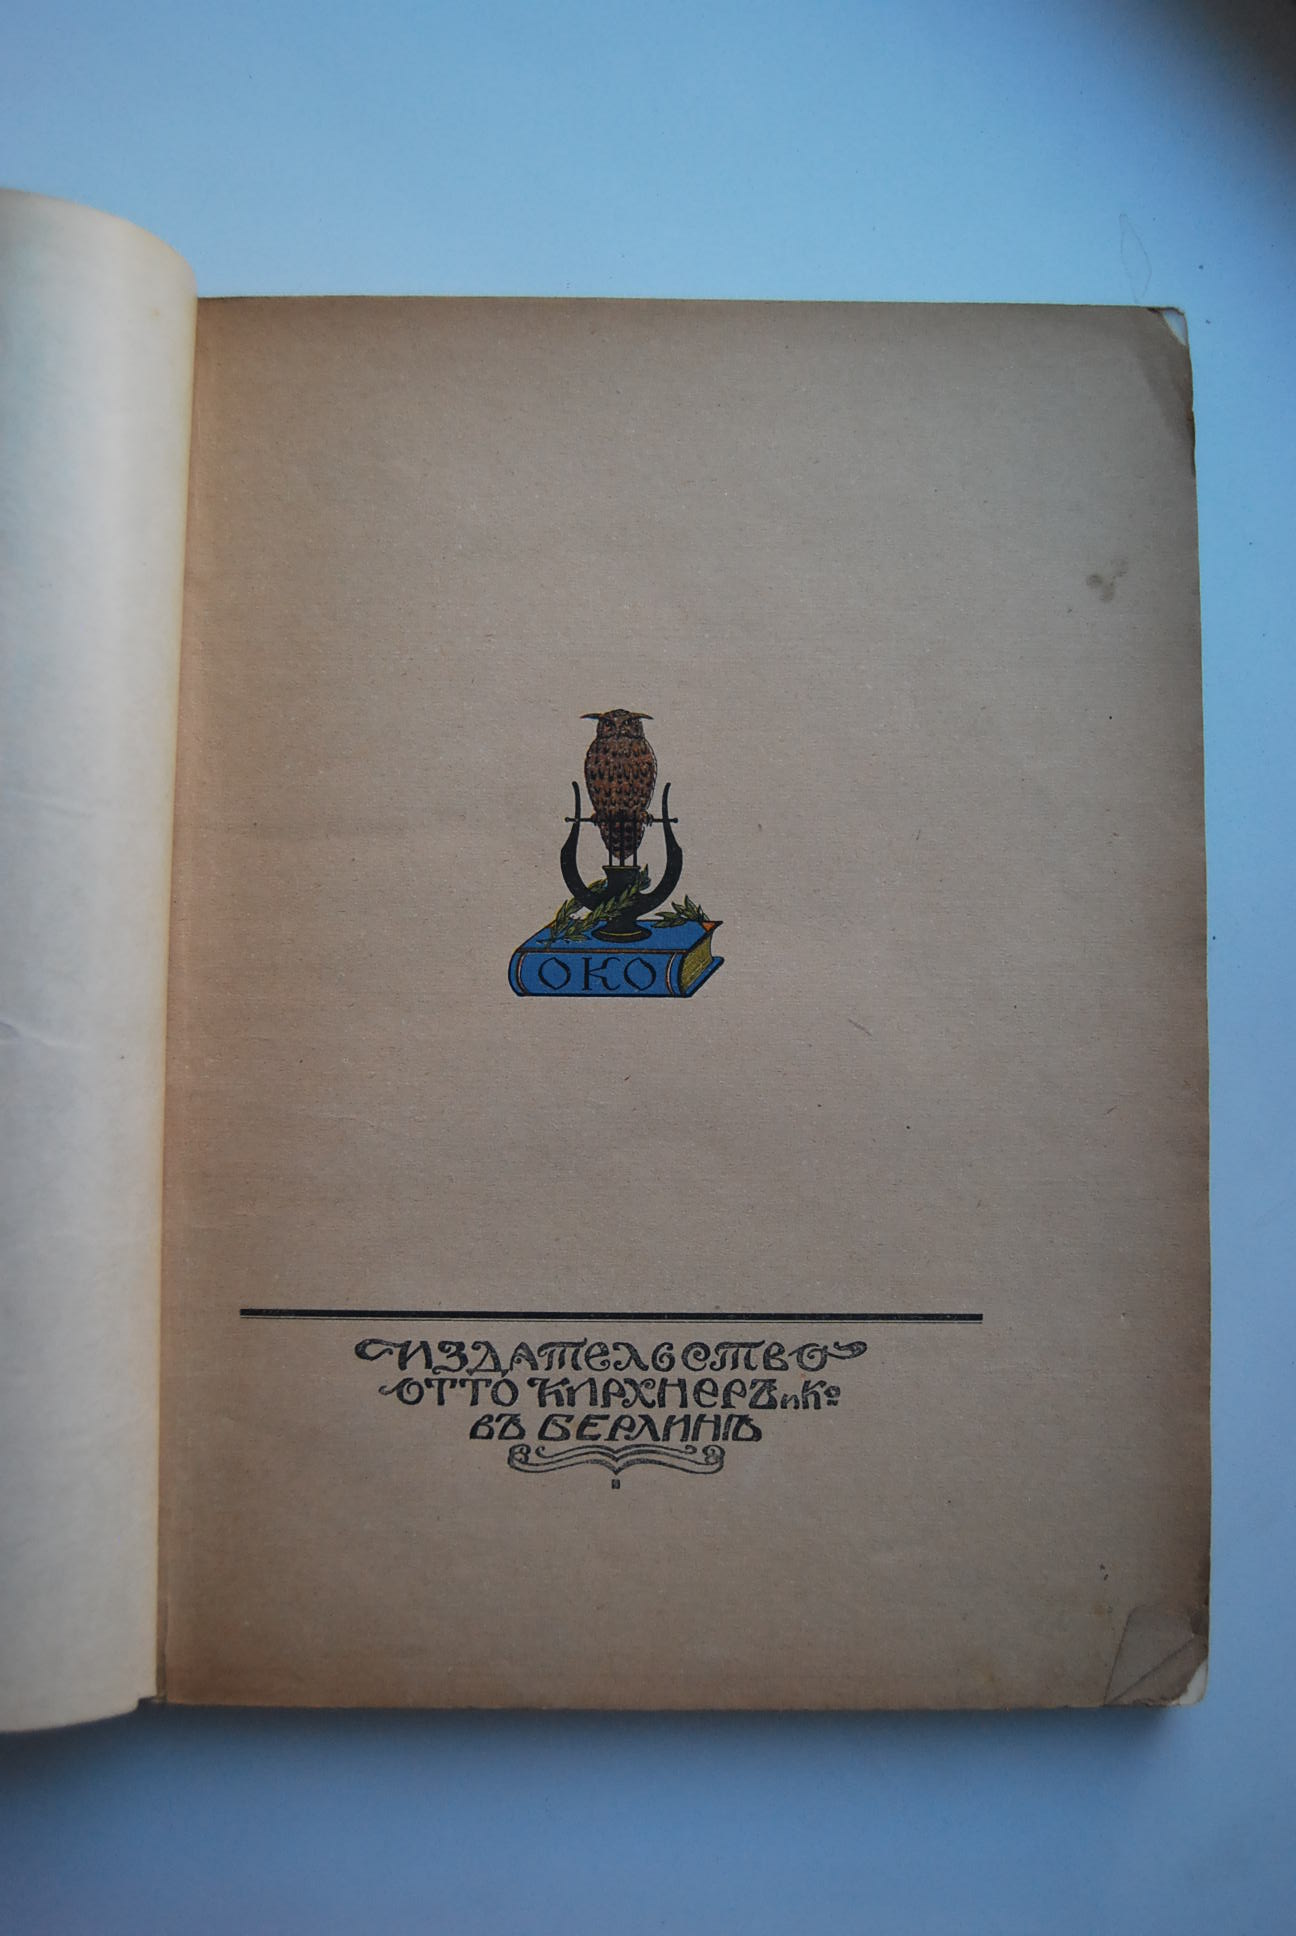 ОКО
ИЗДАТЕЛЬСТВО
ОТТО КИРХНЕРЪ и Ко
ВЪ БЕРЛИНѢ